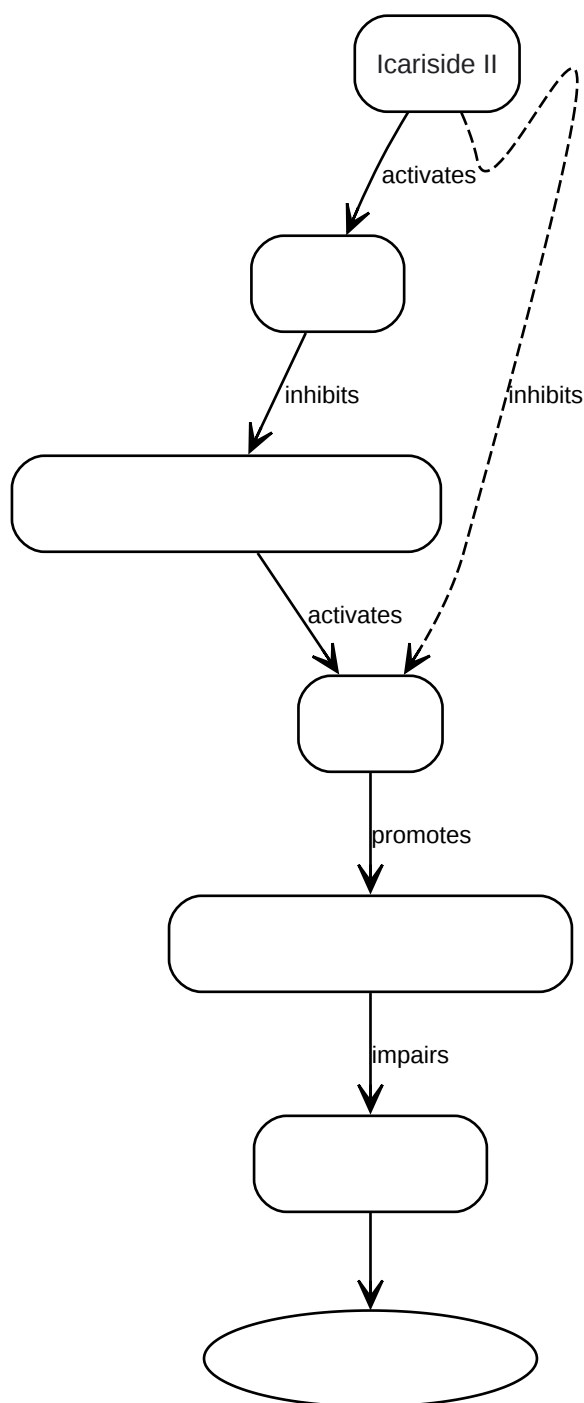 Icariside II
activates
inhibits
inhibits
activates
promotes
impairs